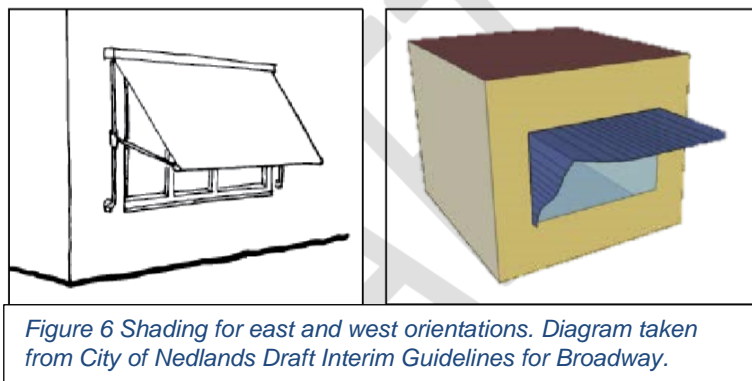 Figure 6 Shading for east and west orientations. Diagram taken
from City of Nedlands Draft Interim Guidelines for Broadway.